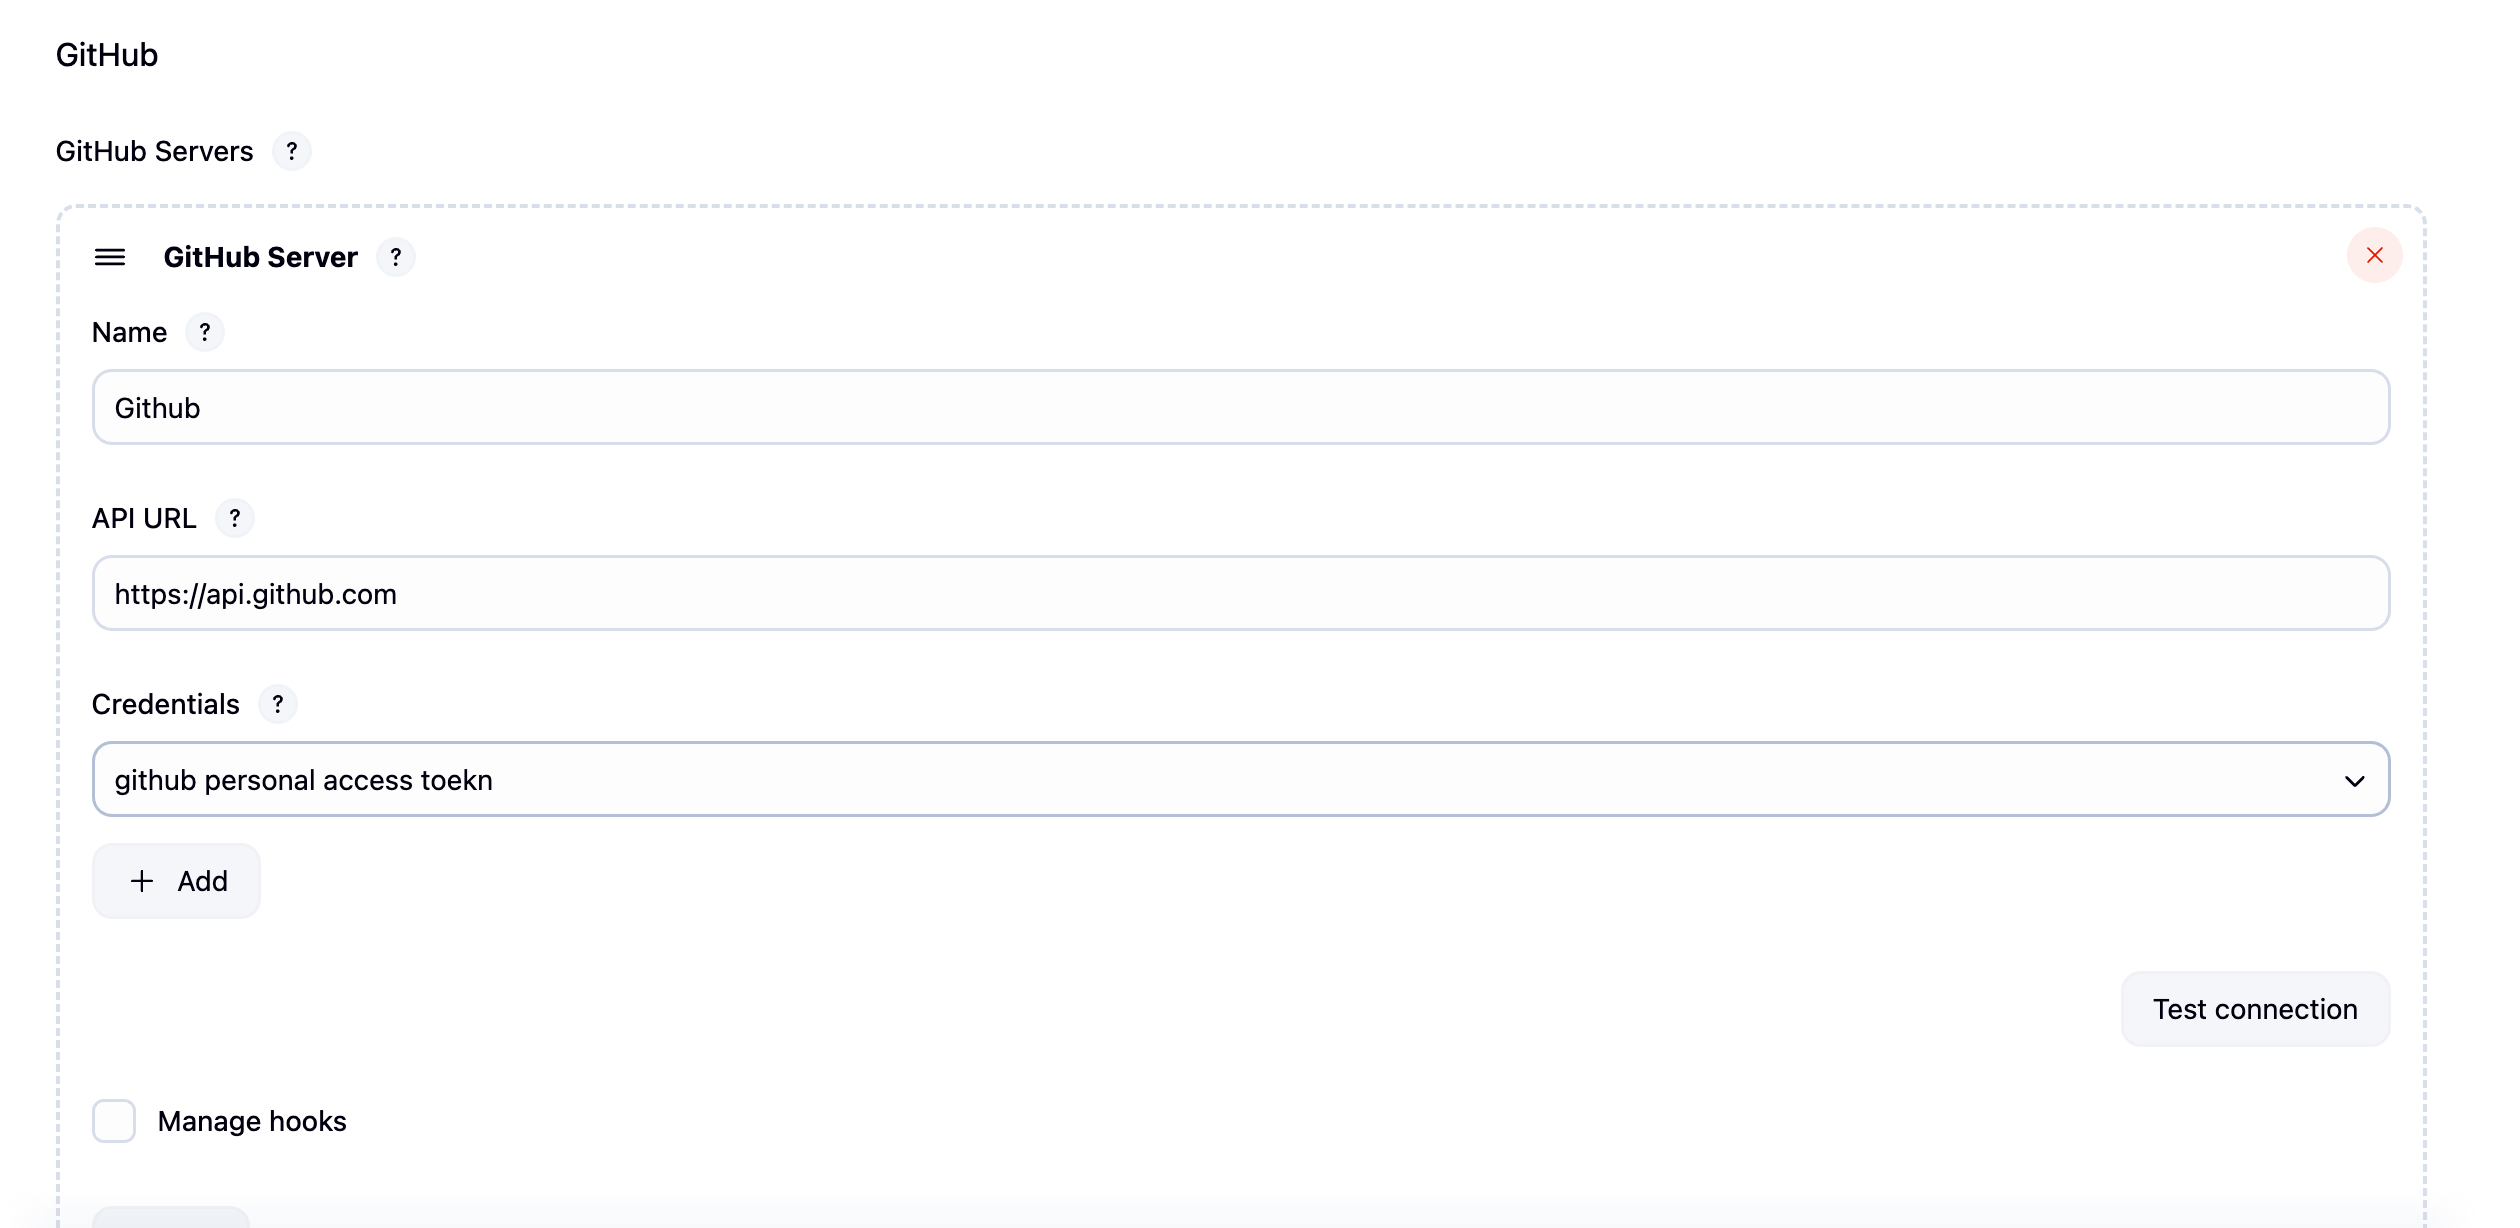 GitHub
GitHub Servers ?
GitHub Server ?
Name ?
Github
API URL ?
https://api.github.com
Credentials ?
github personal access toekn
Add
Test connection
Manage hooks